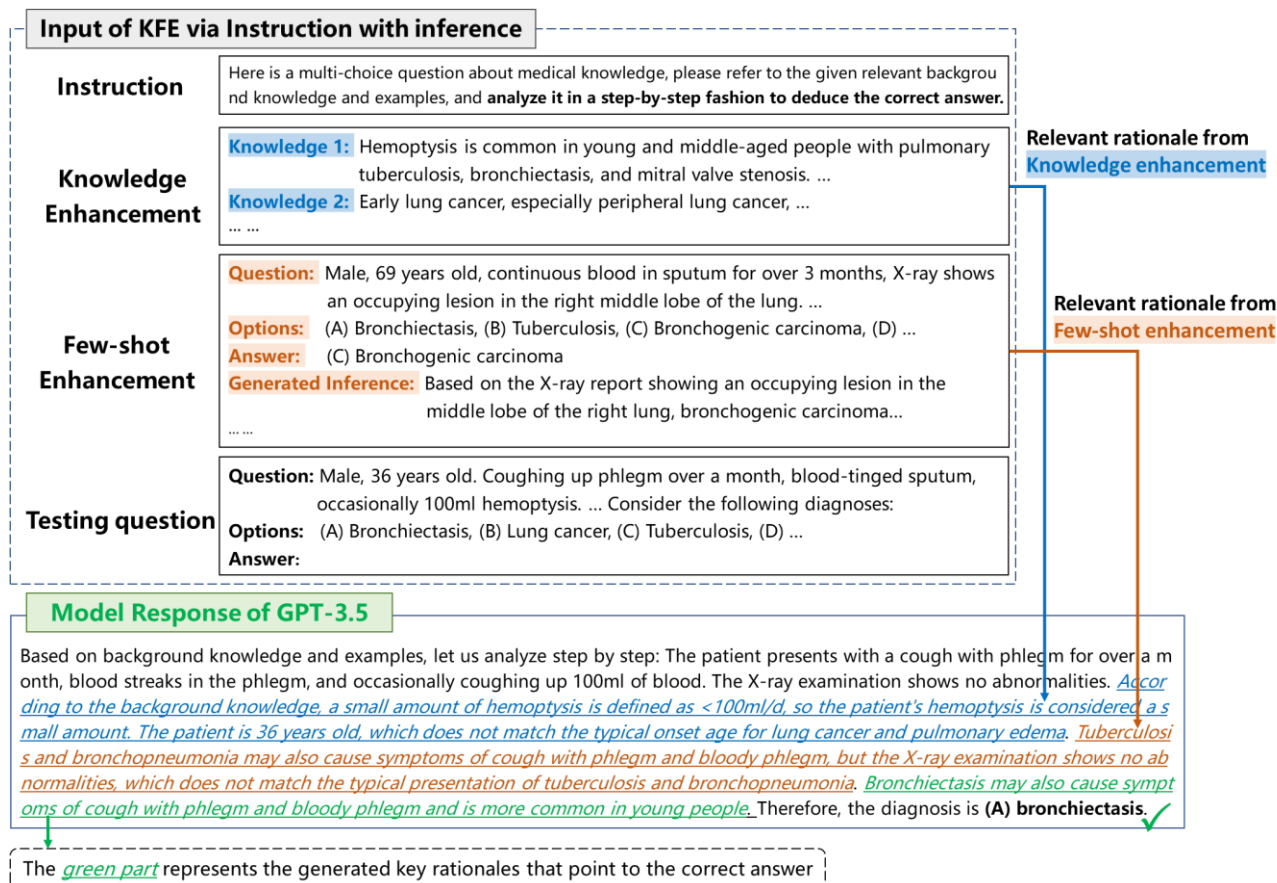 Input of KFE via Instruction with inference
Instruction
Here is a multi-choice question about medical knowledge, please refer to the given relevant backgrou
nd knowledge and examples, and analyze it in a step-by-step fashion to deduce the correct answer.
Knowledge
Enhancement
Knowledge 1: Hemoptysis is common in young and middle-aged people with pulmonary
tuberculosis, bronchiectasis, and mitral valve stenosis. ...
Knowledge 2: Early lung cancer, especially peripheral lung cancer, ...
... ...
Relevant rationale from
Knowledge enhancement
Few-shot
Enhancement
Question: Male, 69 years old, continuous blood in sputum for over 3 months, X-ray shows
an occupying lesion in the right middle lobe of the lung. ...
Options: (A) Bronchiectasis, (B) Tuberculosis, (C) Bronchogenic carcinoma, (D) ...
Answer: (C) Bronchogenic carcinoma
Generated Inference: Based on the X-ray report showing an occupying lesion in the
middle lobe of the right lung, bronchogenic carcinoma...
... ...
Relevant rationale from
Few-shot enhancement
Testing question
Question: Male, 36 years old. Coughing up phlegm over a month, blood-tinged sputum,
occasionally 100ml hemoptysis. ... Consider the following diagnoses:
Options: (A) Bronchiectasis, (B) Lung cancer, (C) Tuberculosis, (D) ...
Answer:
Model Response of GPT-3.5
Based on background knowledge and examples, let us analyze step by step: The patient presents with a cough with phlegm for over a m
onth, blood streaks in the phlegm, and occasionally coughing up 100ml of blood. The X-ray examination shows no abnormalities. Accor
ding to the background knowledge, a small amount of hemoptysis is defined as <100ml/d, so the patient's hemoptysis is considered a s
mall amount. The patient is 36 years old, which does not match the typical onset age for lung cancer and pulmonary edema. Tuberculosi
s and bronchopneumonia may also cause symptoms of cough with phlegm and bloody phlegm, but the X-ray examination shows no ab
normalities, which does not match the typical presentation of tuberculosis and bronchopneumonia. Bronchiectasis may also cause sympt
oms of cough with phlegm and bloody phlegm and is more common in young people. Therefore, the diagnosis is (A) bronchiectasis.
The green part represents the generated key rationales that point to the correct answer